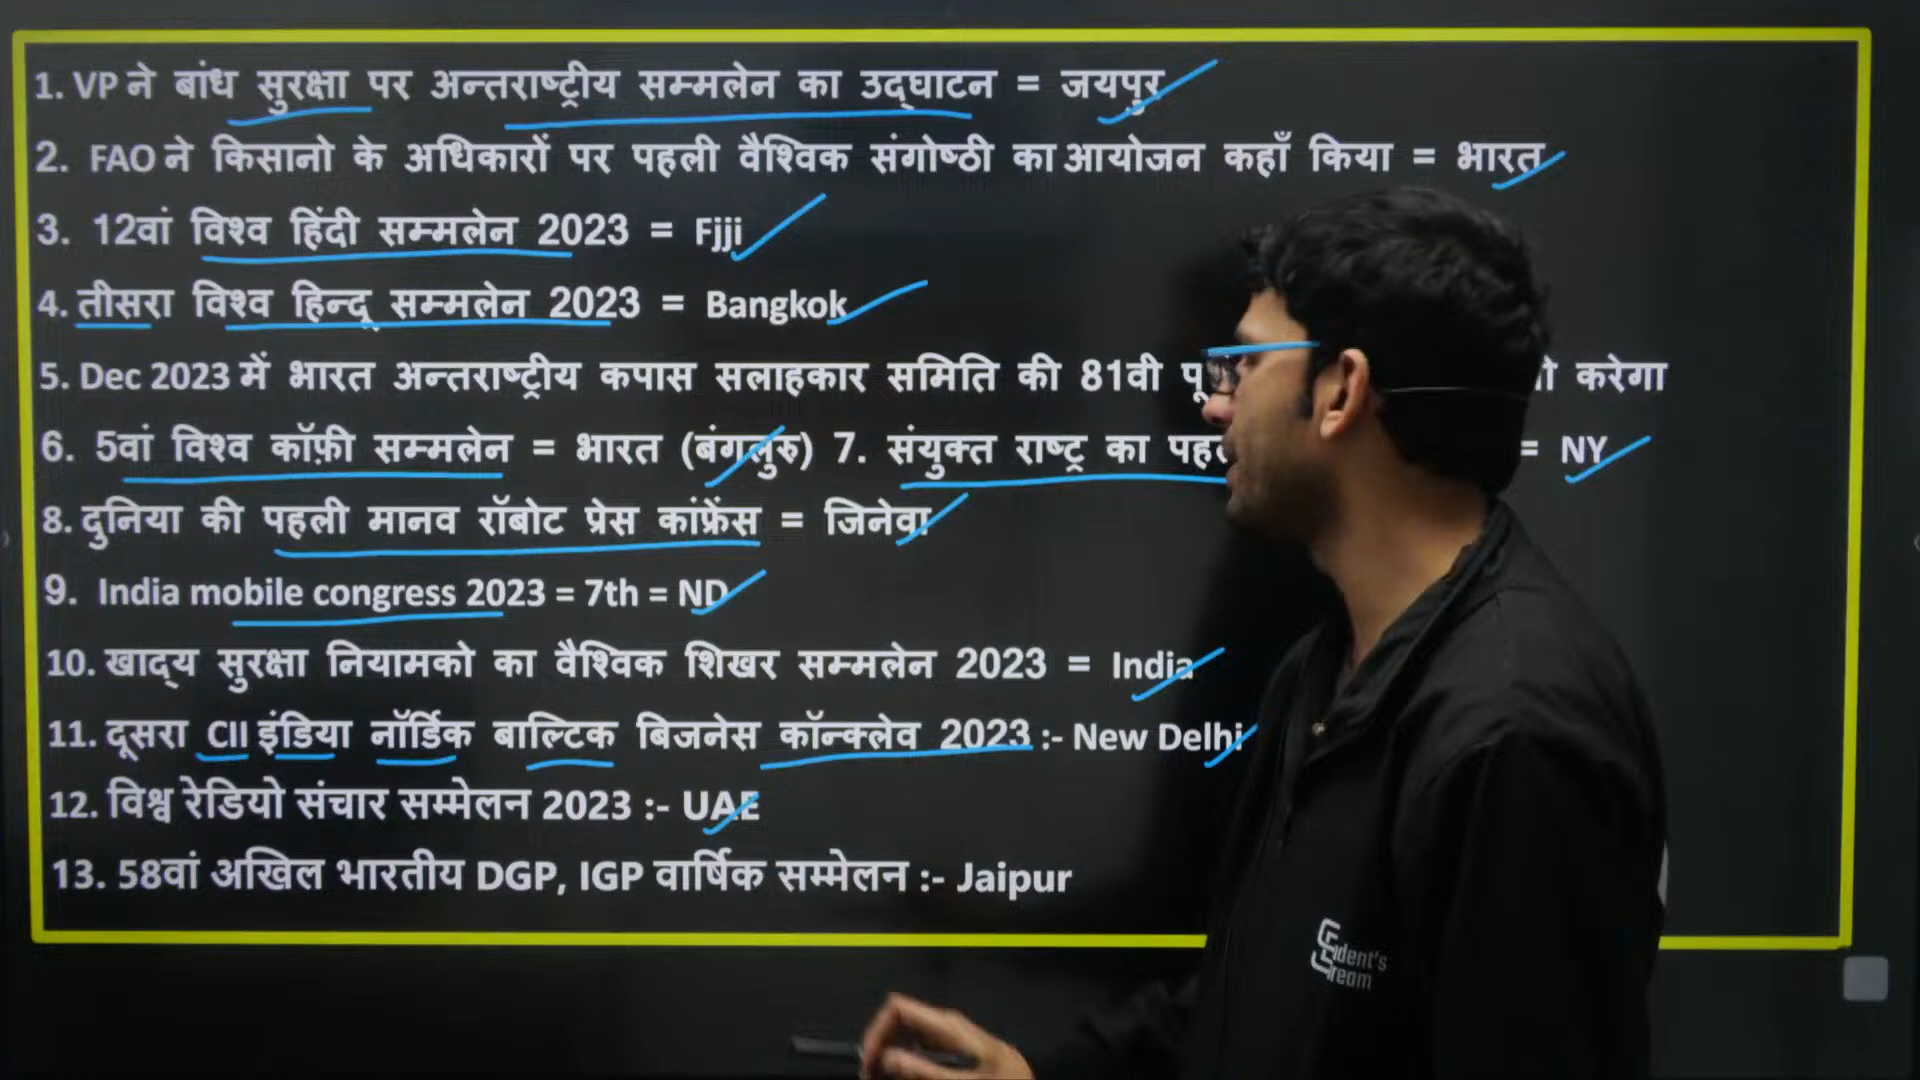 1. VP ने बांध सुरक्षा पर अन्तराष्ट्रीय सम्मलेन का उद्घाटन = जयपुर
2. FAO ने किसानो के अधिकारों पर पहली वैश्विक संगोष्ठी का आयोजन कहाँ किया = भारत
3. 12वां विश्व हिंदी सम्मलेन 2023 = Fjji
4. तीसरा विश्व हिन्दू सम्मलेन 2023 = Bangkok
5. Dec 2023 में भारत अन्तराष्ट्रीय कपास सलाहकार समिति की 81वी करेगा
6. 5वां विश्व कॉफ़ी सम्मलेन = भारत (बंगलुरु) 7. संयुक्त राष्ट्र का = NY
8. दुनिया की पहली मानव रॉबोट प्रेस कांफ्रेंस = जिनेवा
9. India mobile congress 2023 = 7th = ND
10. खाद्य सुरक्षा नियामको का वैश्विक शिखर सम्मलेन 2023 = India
11. दूसरा CII इंडिया नॉर्डिक बाल्टिक बिजनेस कॉन्क्लेव 2023 :- New Delhi
12. विश्व रेडियो संचार सम्मेलन 2023 :- UAE
13. 58वां अखिल भारतीय DGP, IGP वार्षिक सम्मेलन :- Jaipur